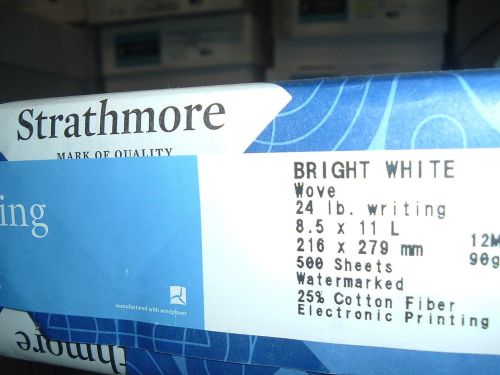 Strathmore
MARK OF QUALITY
ing
manufactured with windpower
BRIGHT WHITE
Wove
24 lb. writing
8.5 x 11 L
216 x 279 mm
12M
500 Sheets
90g
Watermarked
25% Cotton Fiber
Electronic Printing
hmore